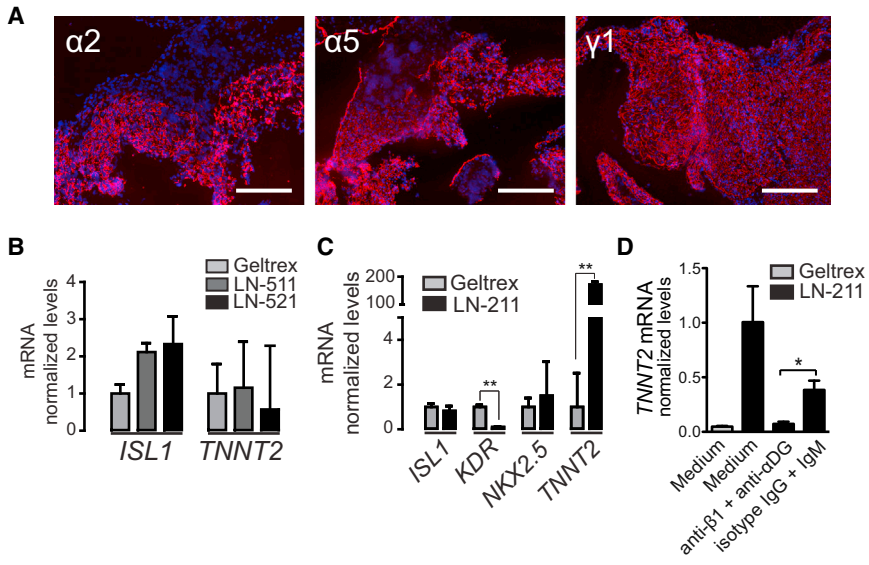 A
α2
α5
γ1
B
mRNA
normalized levels
4
3
2
1
0
Geltrex
LN-511
LN-521
ISL1
TNNT2
C
mRNA
normalized levels
200
100
4
2
0
Geltrex
LN-211
**
**
ISL1
KDR
NKX2.5
TNNT2
D
TNNT2 mRNA
normalized levels
1.5
1.0
0.5
0.0
Geltrex
LN-211
*
Medium
Medium
anti-β1 + anti-αDG
isotype IgG + IgM